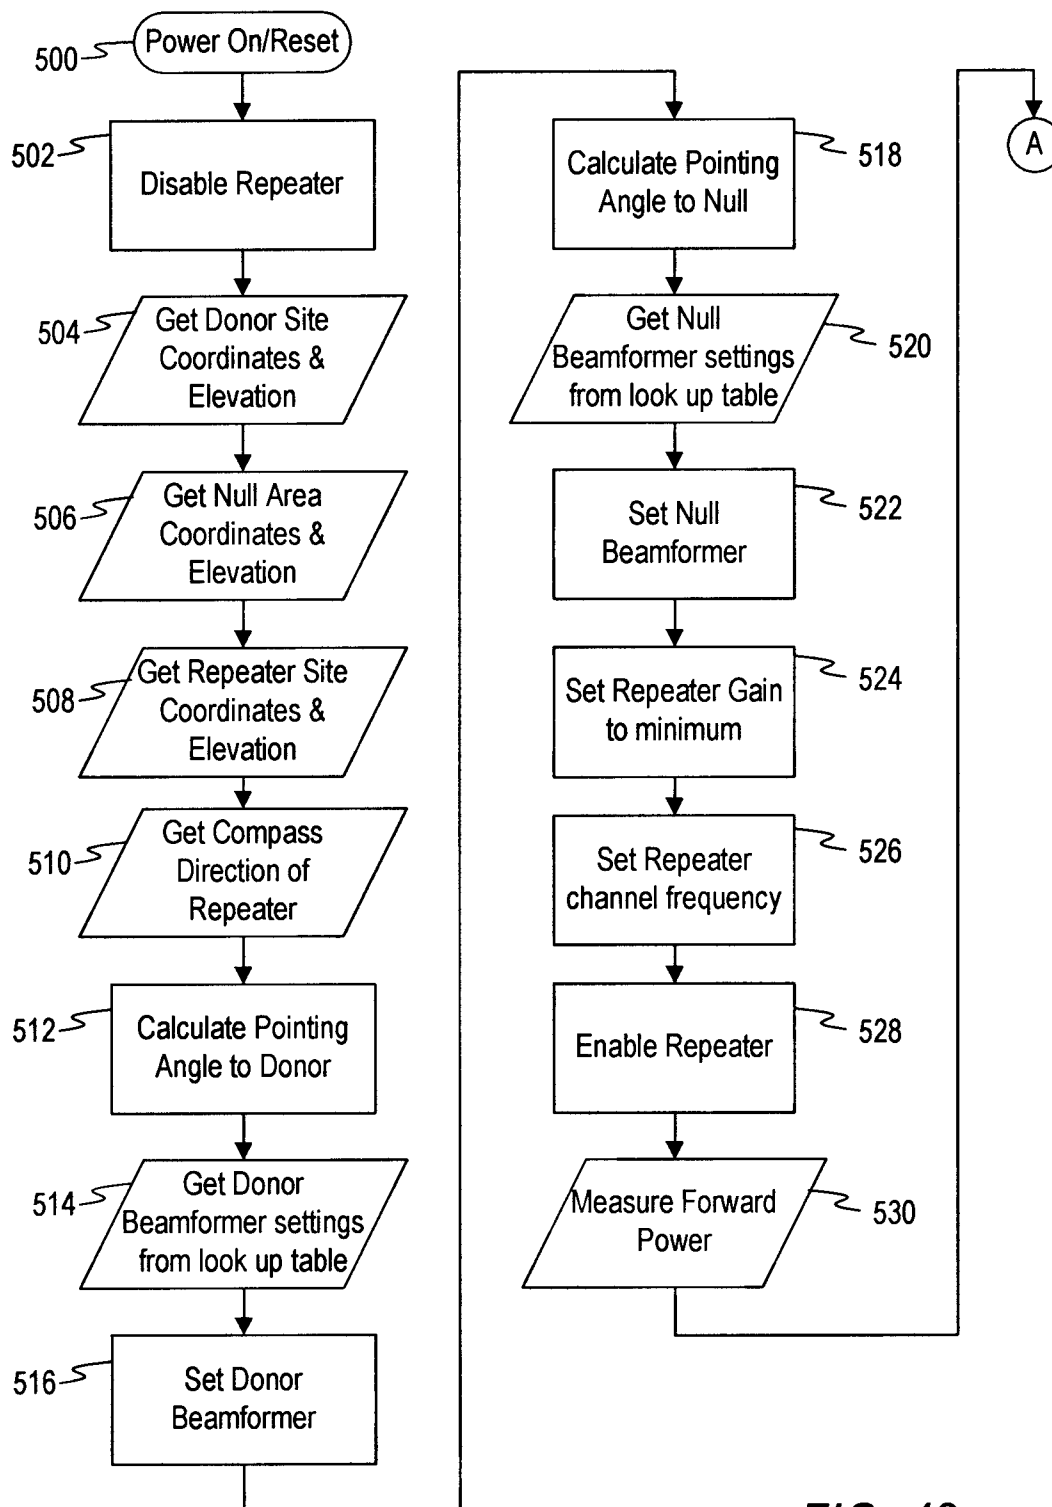 Power On/Reset
500
502
Disable Repeater
504
Get Donor Site
Coordinates &
Elevation
506
Get Null Area
Coordinates &
Elevation
508
Get Repeater Site
Coordinates &
Elevation
510
Get Compass
Direction of
Repeater
512
Calculate Pointing
Angle to Donor
514
Get Donor
Beamformer settings
from look up table
516
Set Donor
Beamformer
518
Calculate Pointing
Angle to Null
520
Get Null
Beamformer settings
from look up table
522
Set Null
Beamformer
524
Set Repeater Gain
to minimum
526
Set Repeater
channel frequency
528
Enable Repeater
530
Measure Forward
Power
A